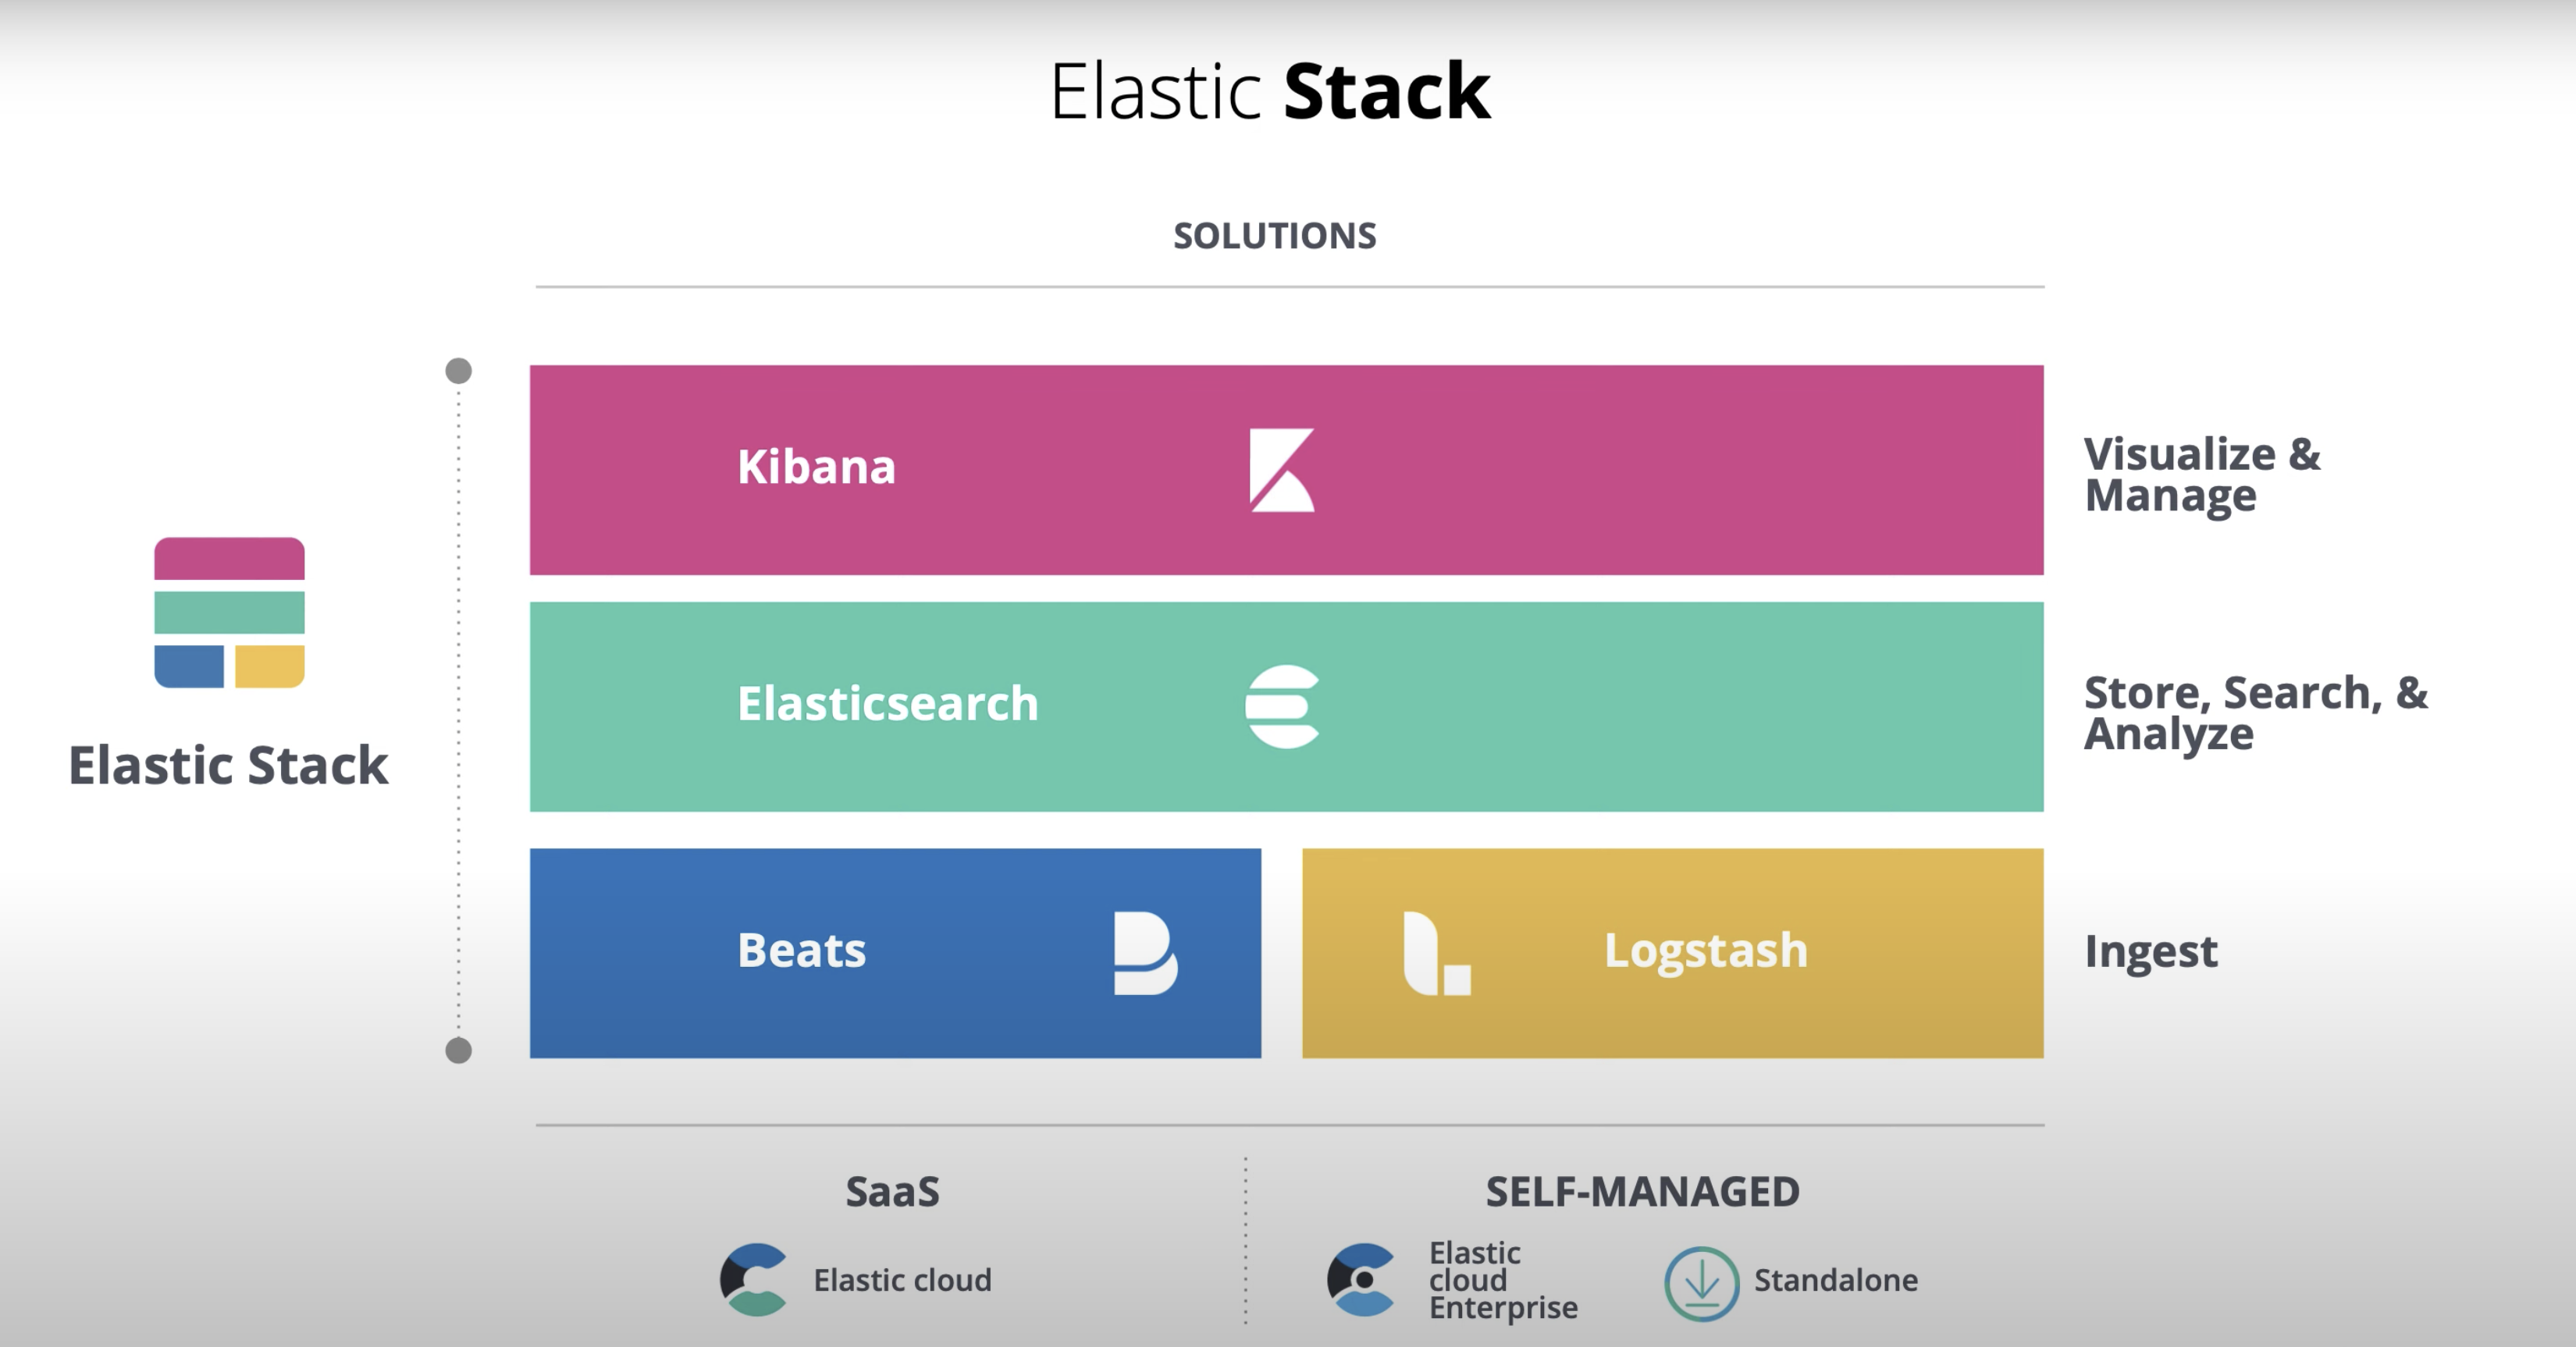 Elastic Stack
SOLUTIONS
Kibana
Visualize &
Manage
Elasticsearch
Store, Search, &
Analyze
Elastic Stack
Beats
Logstash
Ingest
SaaS
Elastic cloud
SELF-MANAGED
Elastic
cloud
Enterprise
Standalone